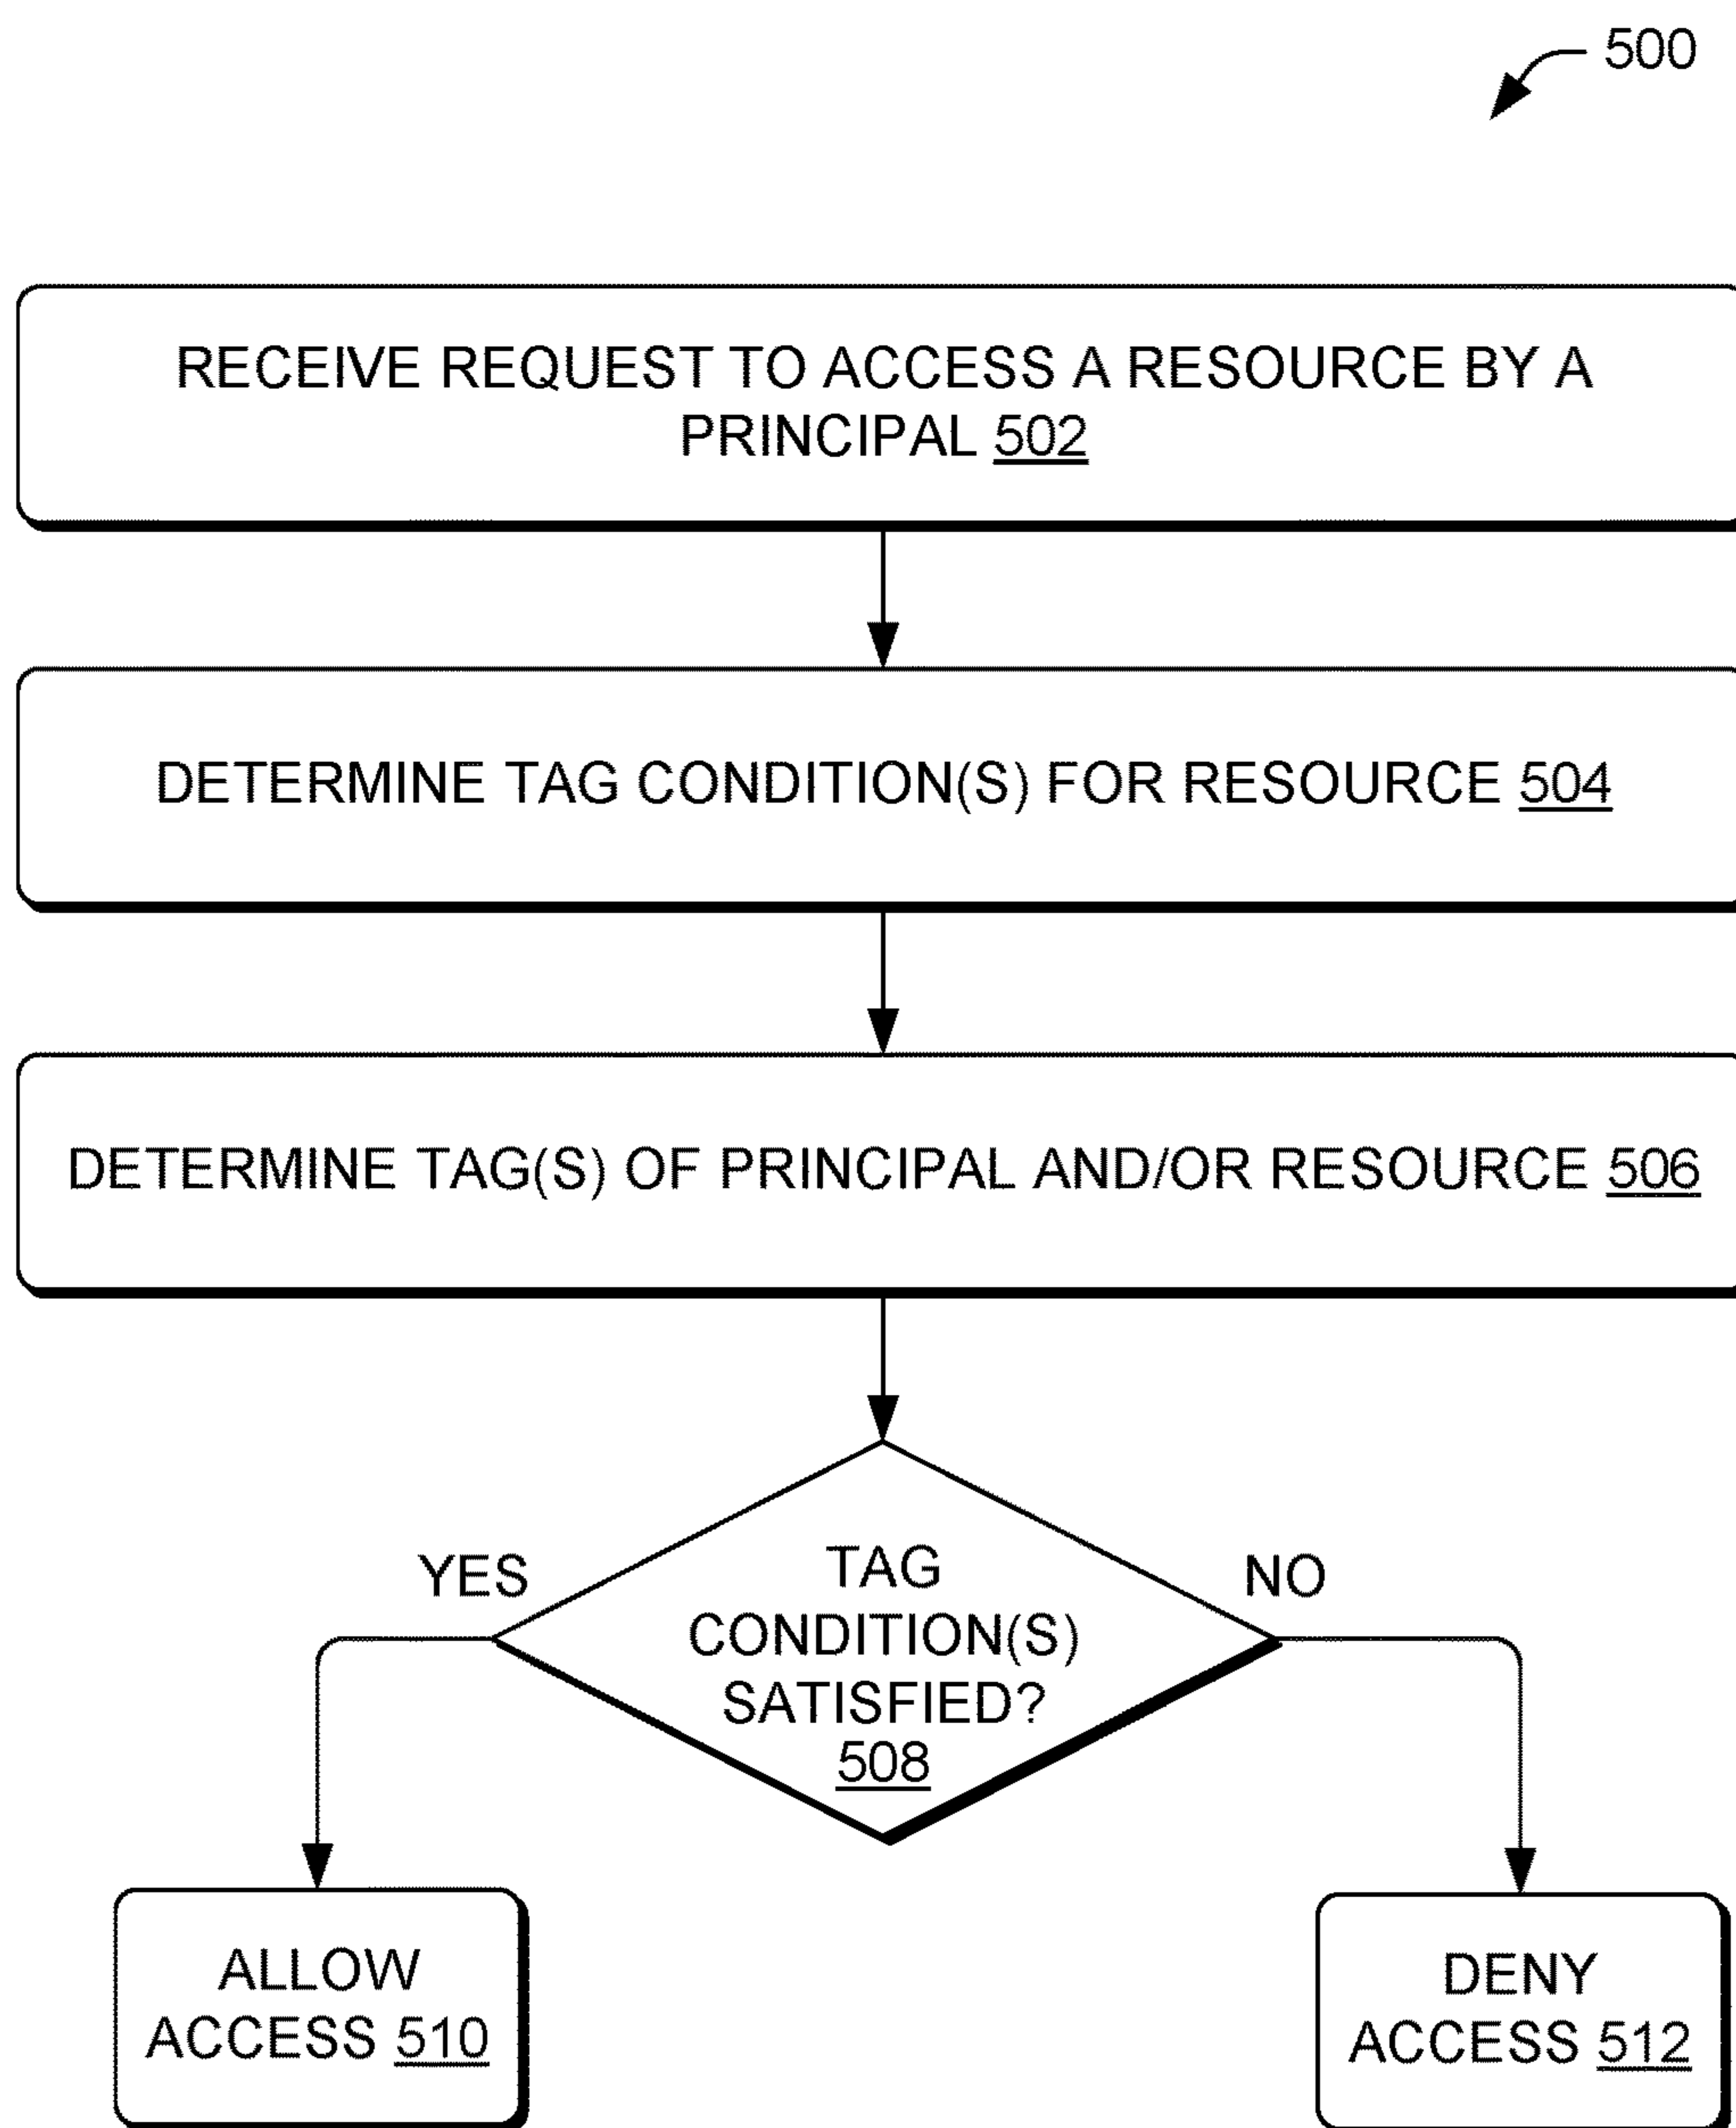 500
RECEIVE REQUEST TO ACCESS A RESOURCE BY A
PRINCIPAL 502
DETERMINE TAG CONDITION(S) FOR RESOURCE 504
DETERMINE TAG(S) OF PRINCIPAL AND/OR RESOURCE 506
YES
NO
TAG
CONDITION(S)
SATISFIED?
508
ALLOW
ACCESS 510
DENY
ACCESS 512